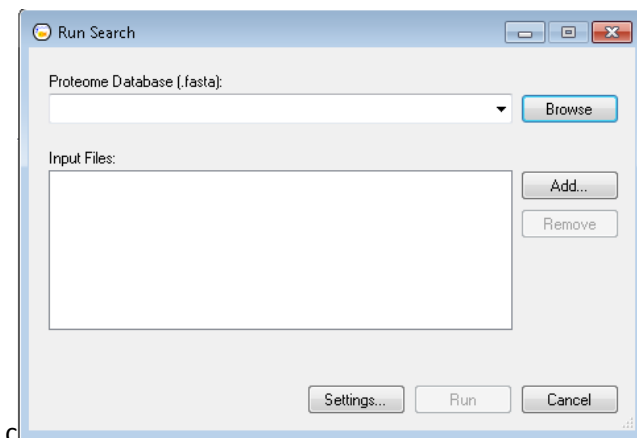 Run Search
Proteome Database (.fasta):
Browse
Input Files:
Add...
Remove
Settings...
Run
Cancel
c